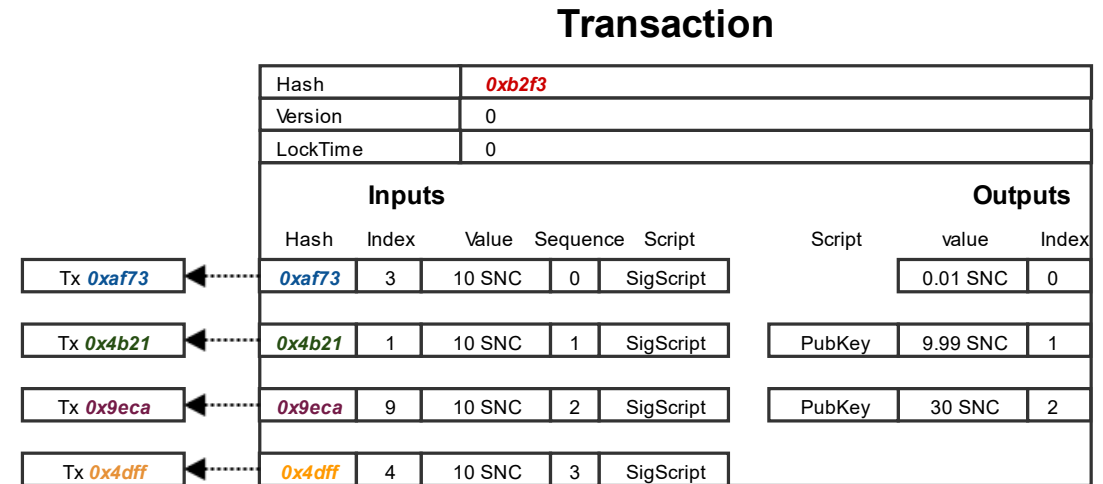 Transaction
Hash 0xb2f3
Version 0
LockTime 0
Inputs Outputs
Hash Index Value Sequence Script Script value Index
Tx 0xaf73 0xaf73 3 10 SNC 0 SigScript 0.01 SNC 0
Tx 0x4b21 0x4b21 1 10 SNC 1 SigScript PubKey 9.99 SNC 1
Tx 0x9eca 0x9eca 9 10 SNC 2 SigScript PubKey 30 SNC 2
Tx 0x4dff 0x4dff 4 10 SNC 3 SigScript